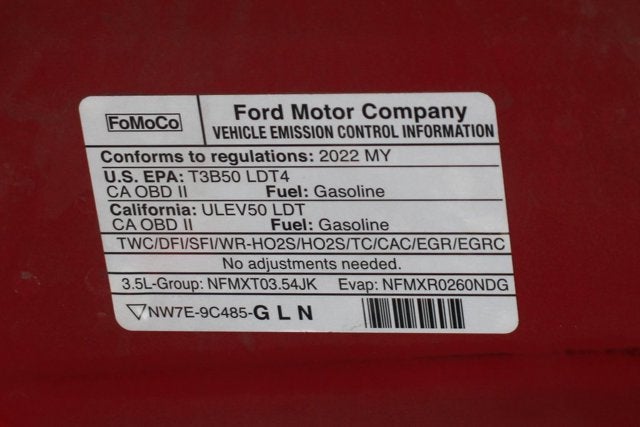 FoMoCo
Ford Motor Company
VEHICLE EMISSION CONTROL INFORMATION
Conforms to regulations: 2022 MY
U.S. EPA: T3B50 LDT4
CA OBD II Fuel: Gasoline
California: ULEV50 LDT
CA OBD II Fuel: Gasoline
TWC/DFI/SFI/WR-HO2S/HO2S/TC/CAC/EGR/EGRC
No adjustments needed.
3.5L-Group: NFMXT03.54JK Evap: NFMXR0260NDG
NW7E-9C485-GLN